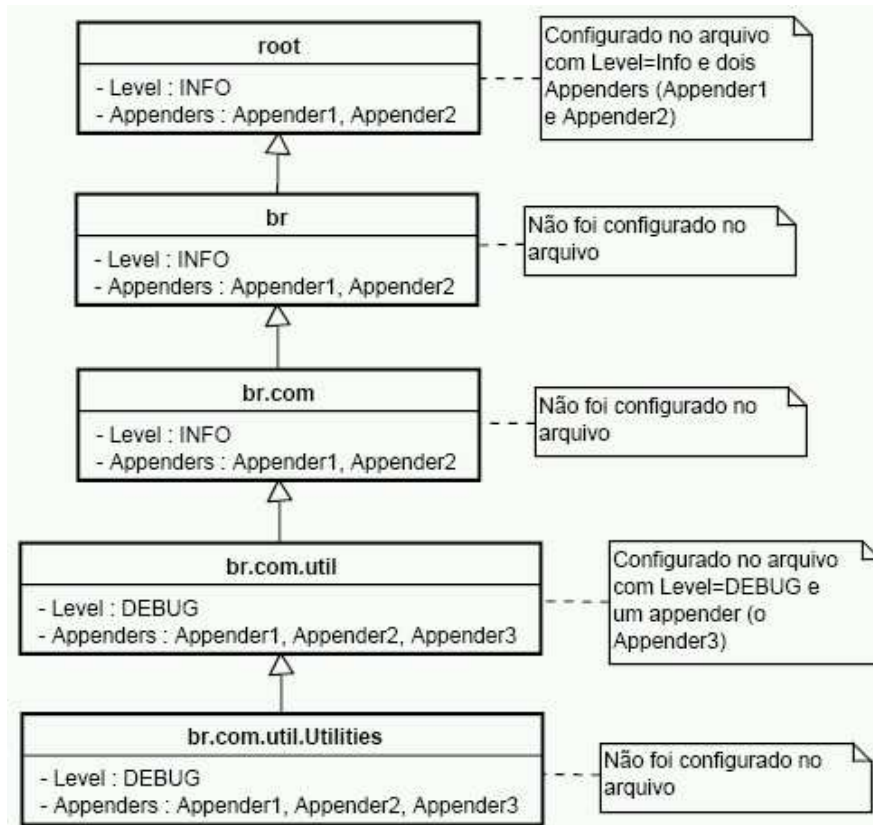 root
- Level : INFO
- Appenders : Appender1, Appender2
Configurado no arquivo
com Level=Info e dois
Appenders (Appender1
e Appender2)
br
- Level : INFO
- Appenders : Appender1, Appender2
Não foi configurado no
arquivo
br.com
- Level : INFO
- Appenders : Appender1, Appender2
Não foi configurado no
arquivo
br.com.util
- Level : DEBUG
- Appenders : Appender1, Appender2, Appender3
Configurado no arquivo
com Level=DEBUG e
um appender (o
Appender3)
br.com.util.Utilities
- Level : DEBUG
- Appenders : Appender1, Appender2, Appender3
Não foi configurado no
arquivo